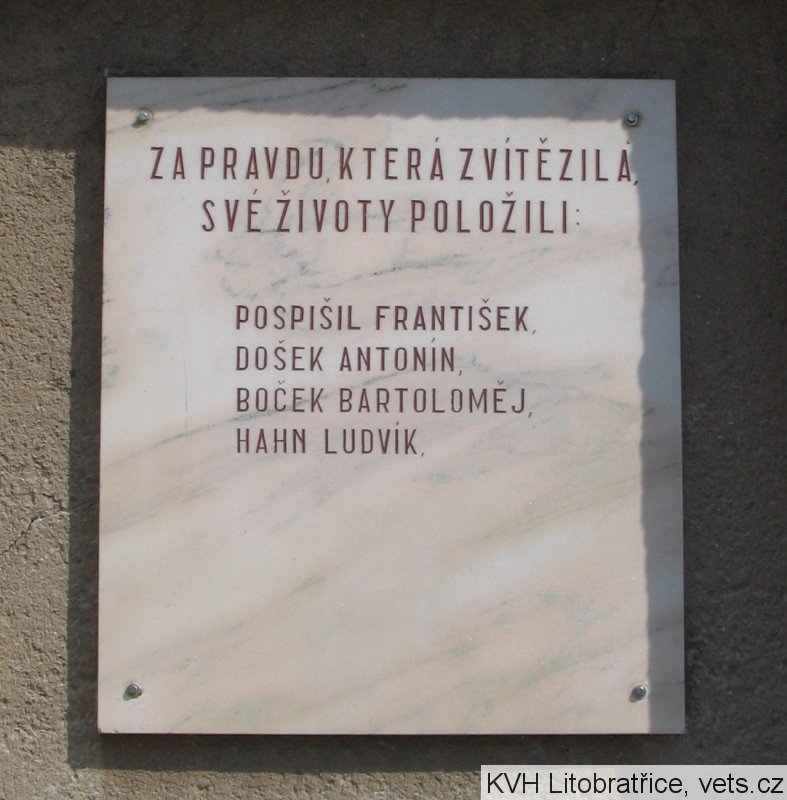 ZA PRAVDU, KTERÁ ZVÍTĚZILA,
SVÉ ŽIVOTY POLOŽILI:
POSPIŠIL FRANTIŠEK,
DOŠEK ANTONÍN,
BOČEK BARTOLOMĚJ,
HAHN LUDVÍK,
KVH Litobratřice, vets.cz